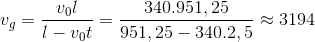 v_g = \frac{v_0 l}{l - v_0 t} = \frac{340.951,25}{951,25 - 340.2,5} \approx 3194